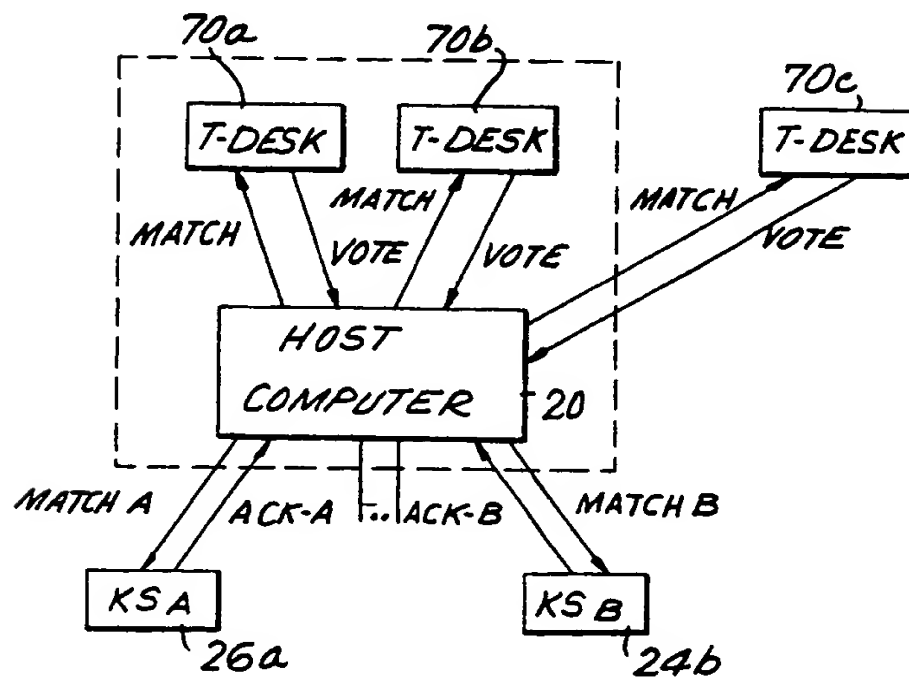 70a
70b
70c
T-DESK
T-DESK
T-DESK
MATCH
VOTE
MATCH
VOTE
MATCH
VOTE
HOST
COMPUTER
20
MATCH A
ACK-A
ACK-B
MATCH B
KS A
KS B
26a
24b